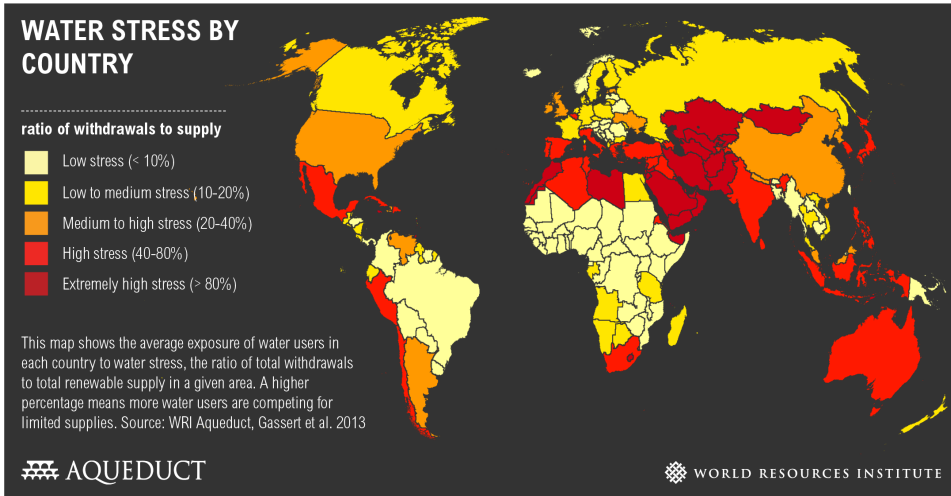 WATER STRESS BY
COUNTRY
ratio of withdrawals to supply
Low stress (< 10%)
Low to medium stress (10-20%)
Medium to high stress (20-40%)
High stress (40-80%)
Extremely high stress (> 80%)
This map shows the average exposure of water users in
each country to water stress, the ratio of total withdrawals
to total renewable supply in a given area. A higher
percentage means more water users are competing for
limited supplies. Source: WRI Aqueduct, Gassert et al. 2013
AQUEDUCT
WORLD RESOURCES INSTITUTE